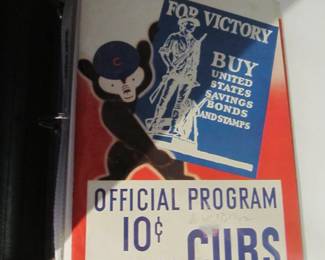 FOR VICTORY
BUY
UNITED
STATES
SAVINGS
BONDS
AND STAMPS
C
OFFICIAL PROGRAM
10¢
CUBS